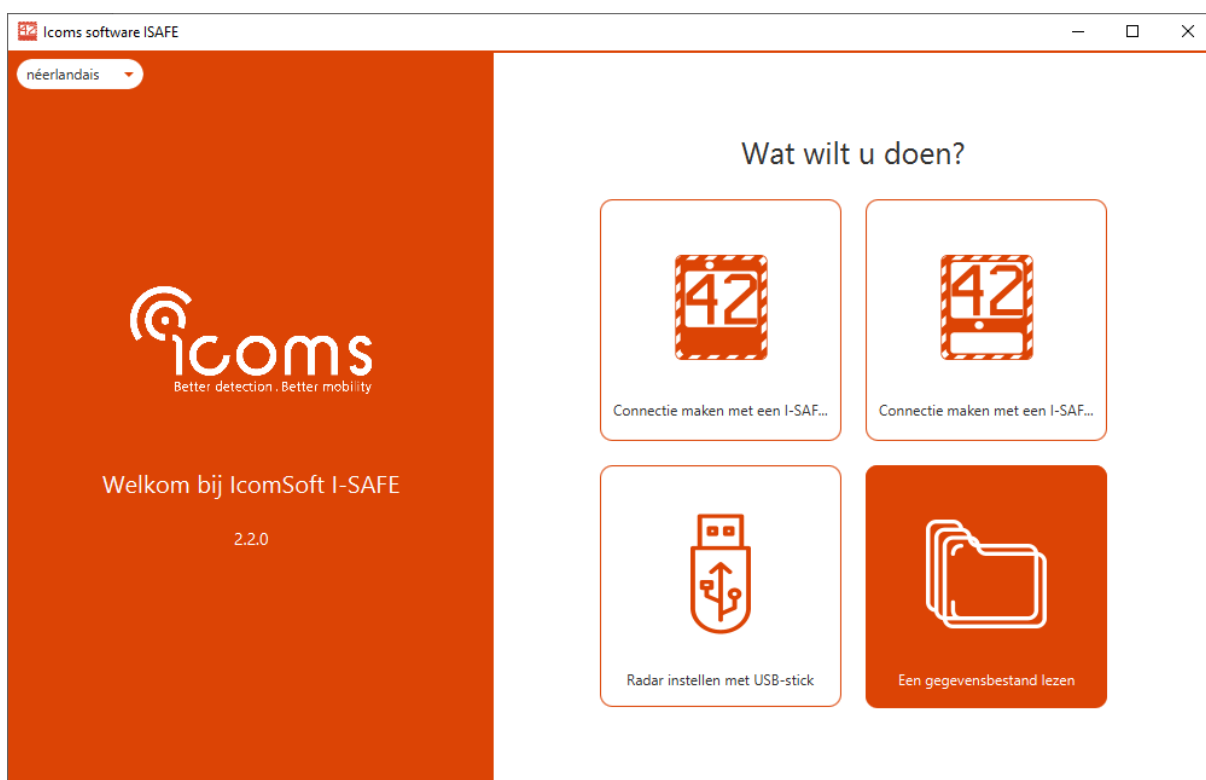 42 Icoms software ISAFE
néerlandais
icoms
Better detection . Better mobility
Welkom bij IcomSoft I-SAFE
2.2.0
Wat wilt u doen?
42
Connectie maken met een I-SAF...
42
Connectie maken met een I-SAF...
Radar instellen met USB-stick
Een gegevensbestand lezen